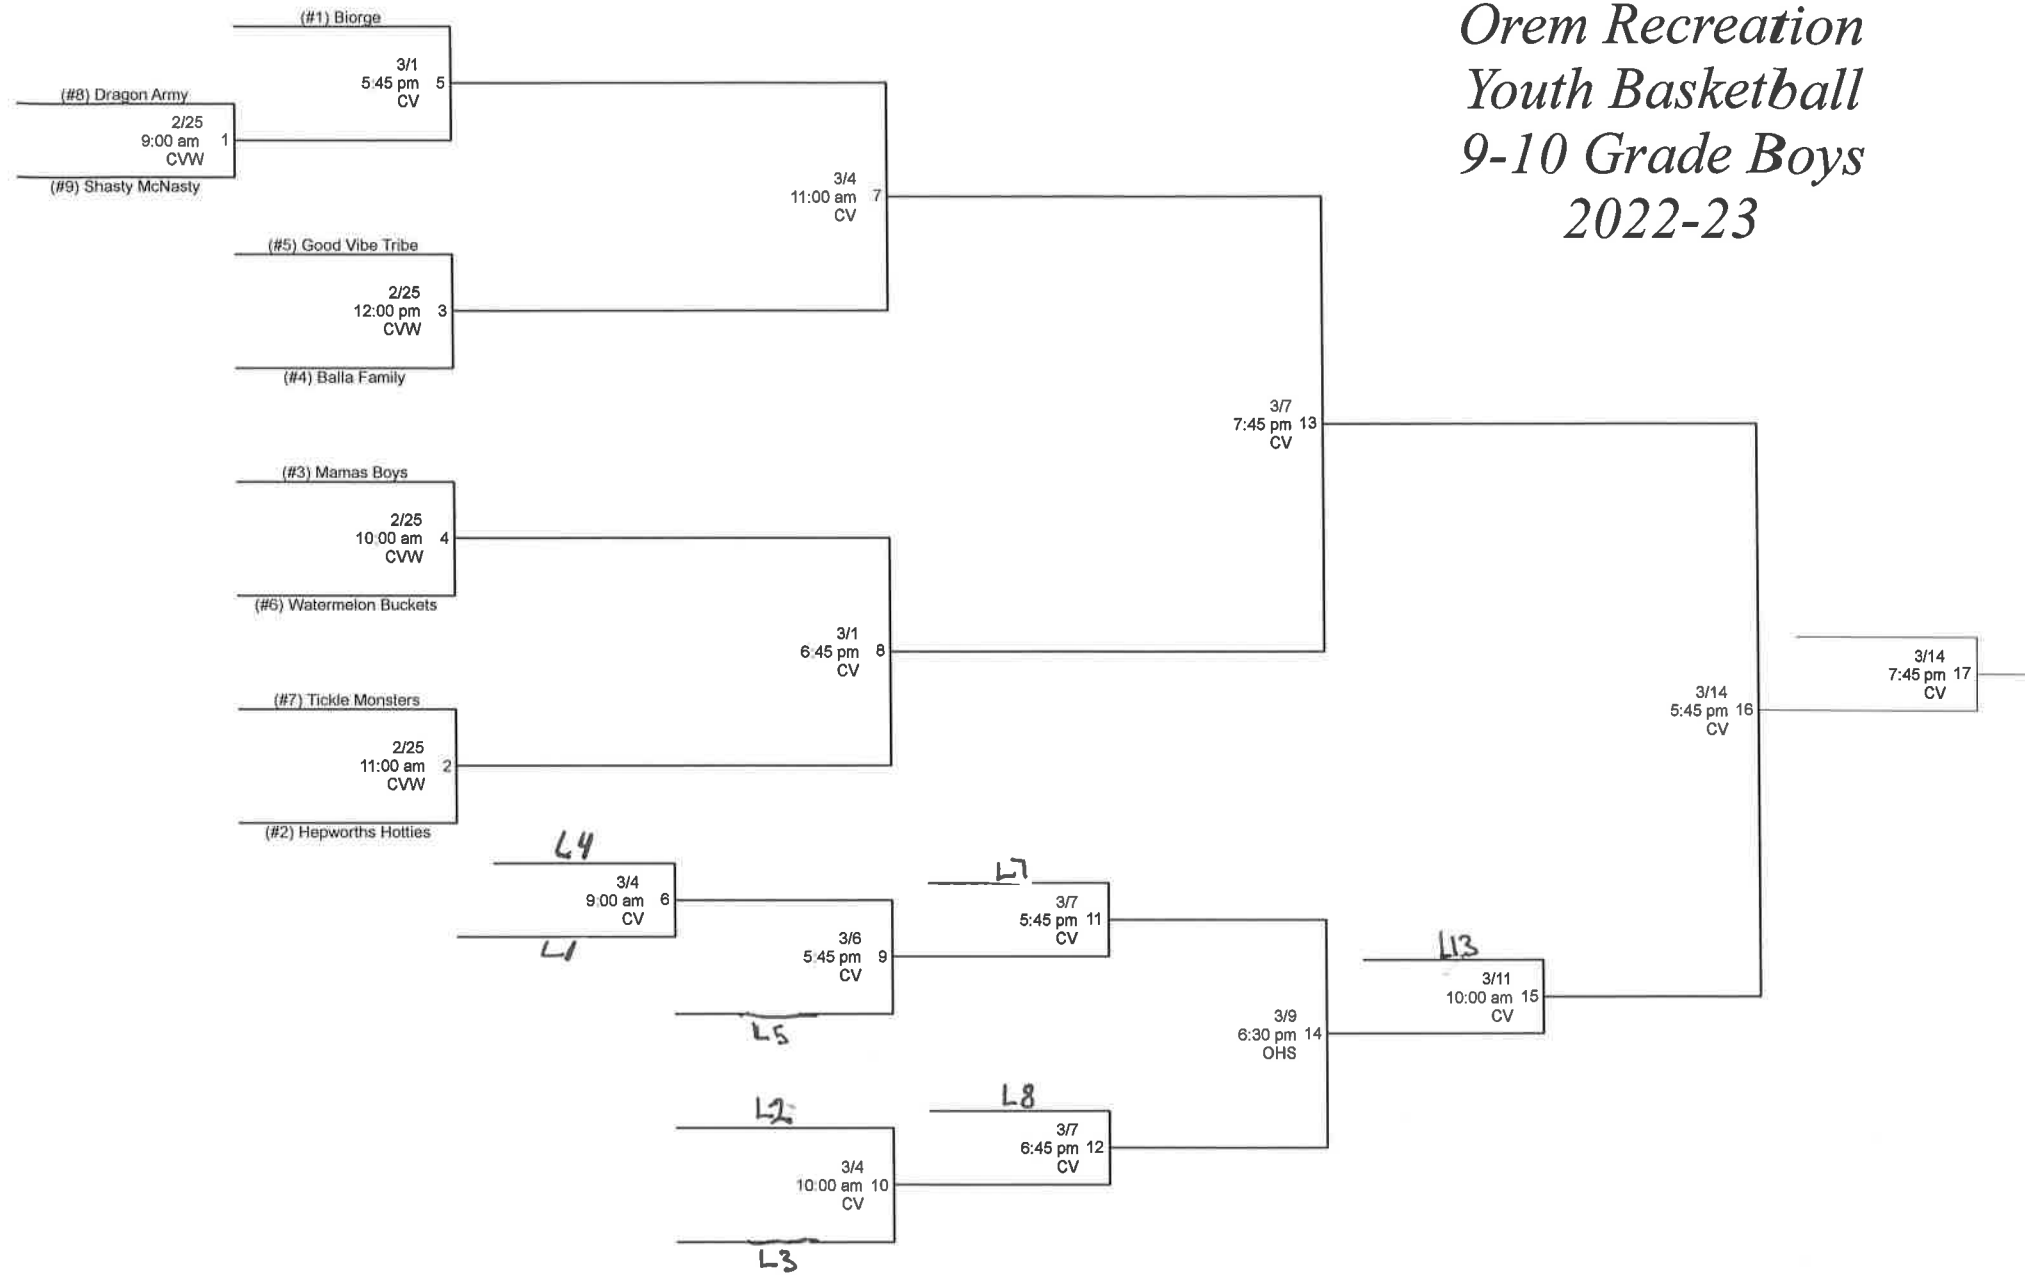 Orem Recreation
Youth Basketball
9-10 Grade Boys
2022-23
(#1) Biorge
3/1
5:45 pm 5
CV
(#8) Dragon Army
2/25
9:00 am 1
CVW
(#9) Shasty McNasty
3/4
11:00 am 7
CV
(#5) Good Vibe Tribe
2/25
12:00 pm 3
CVW
(#4) Balla Family
3/7
7:45 pm 13
CV
(#3) Mamas Boys
2/25
10:00 am 4
CVW
(#6) Watermelon Buckets
3/1
6:45 pm 8
CV
(#7) Tickle Monsters
2/25
11:00 am 2
CVW
(#2) Hepworths Hotties
3/14
5:45 pm 16
CV
3/14
7:45 pm 17
CV
L4
3/4
9:00 am 6
CV
L1
3/6
5:45 pm 9
CV
L5
L7
3/7
5:45 pm 11
CV
L13
3/11
10:00 am 15
CV
3/9
6:30 pm 14
OHS
L2
3/4
10:00 am 10
CV
L3
L8
3/7
6:45 pm 12
CV